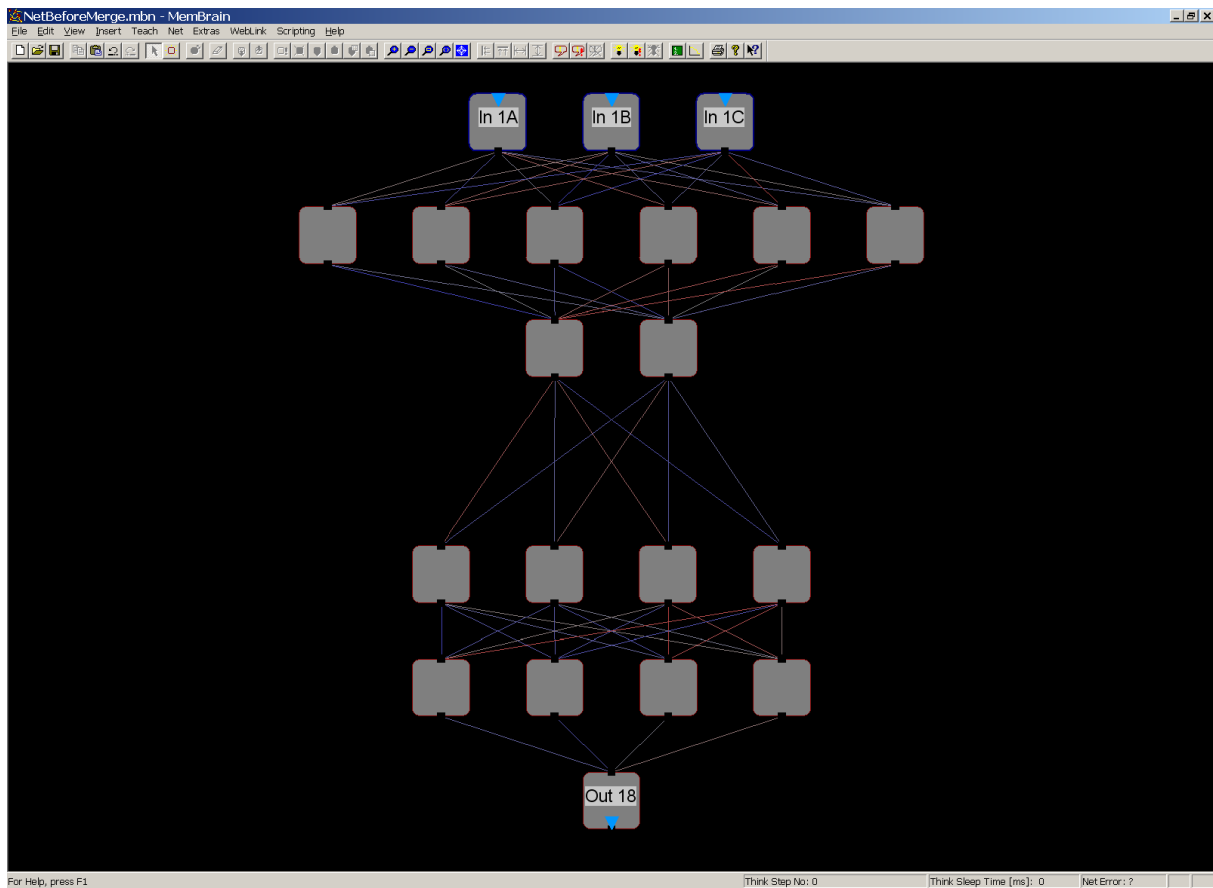 NetBeforeMerge.mbn - MemBrain
File Edit View Insert Teach Net Extras WebLink Scripting Help
In 1A In 1B In 1C
Out 18
For Help, press F1 Think Step No: 0 Think Sleep Time [ms]: 0 Net Error: ?